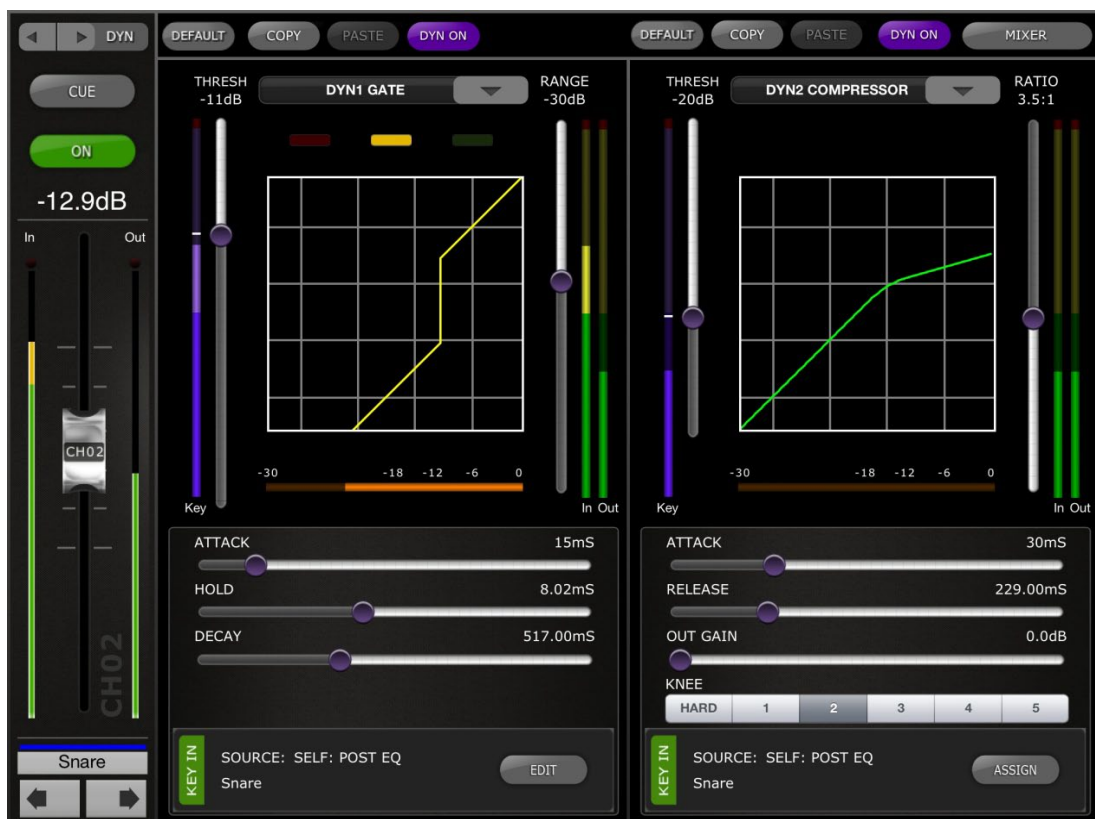 DYN
CUE
ON
-12.9dB
In Out
CH02
CH02
Snare
DEFAULT COPY PASTE DYN ON
THRESH
-11dB
DYN1 GATE
RANGE
-30dB
-30 -18 -12 -6 0
Key
In Out
ATTACK 15mS
HOLD 8.02mS
DECAY 517.00mS
KEY IN
SOURCE: SELF: POST EQ
Snare
EDIT
DEFAULT COPY PASTE DYN ON MIXER
THRESH
-20dB
DYN2 COMPRESSOR
RATIO
3.5:1
-30 -18 -12 -6 0
Key
In Out
ATTACK 30mS
RELEASE 229.00mS
OUT GAIN 0.0dB
KNEE
HARD 1 2 3 4 5
KEY IN
SOURCE: SELF: POST EQ
Snare
ASSIGN